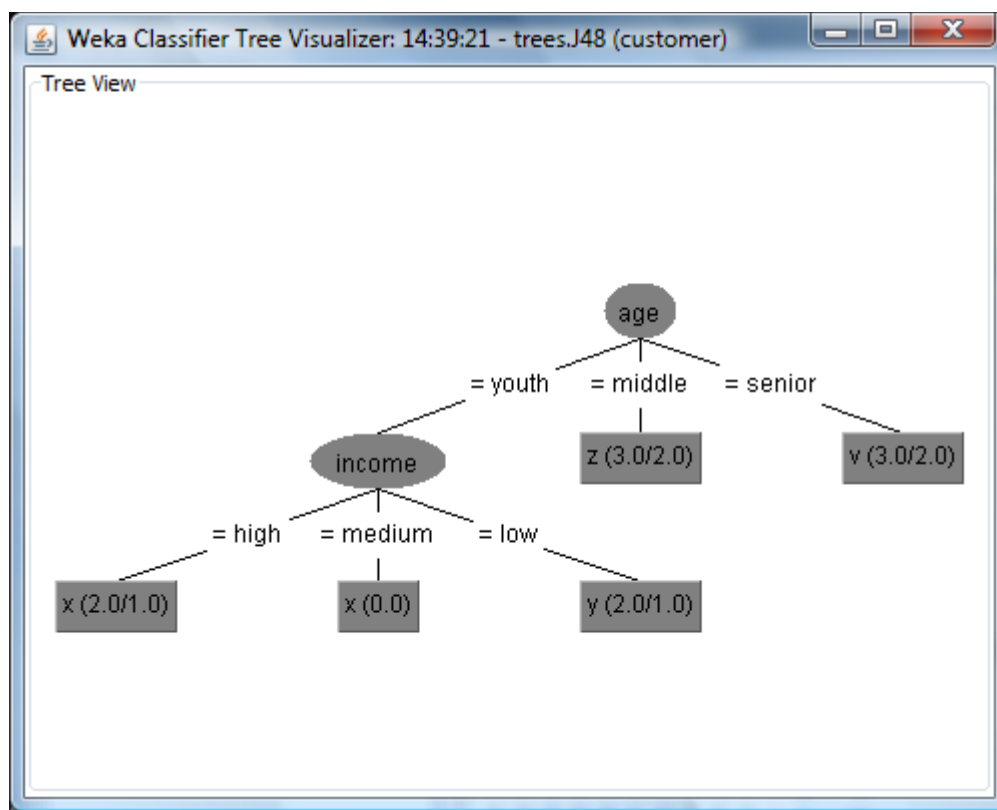 Weka Classifier Tree Visualizer: 14:39:21 - trees.J48 (customer)
Tree View
age
= youth = middle = senior
income z (3.0/2.0) v (3.0/2.0)
= high = medium = low
x (2.0/1.0) x (0.0) y (2.0/1.0)